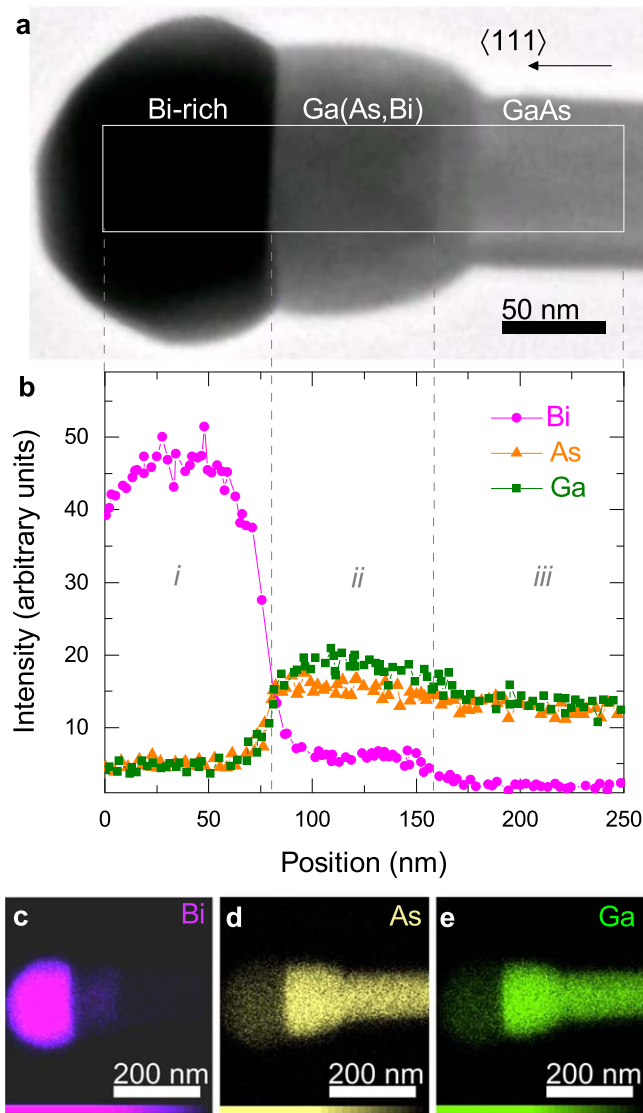 a
⟨111⟩
Bi-rich
Ga(As,Bi)
GaAs
50 nm
b
Intensity (arbitrary units)
50
40
30
20
10
Bi
As
Ga
i
ii
iii
0
50
100
150
200
250
Position (nm)
c
Bi
200 nm
d
As
200 nm
e
Ga
200 nm